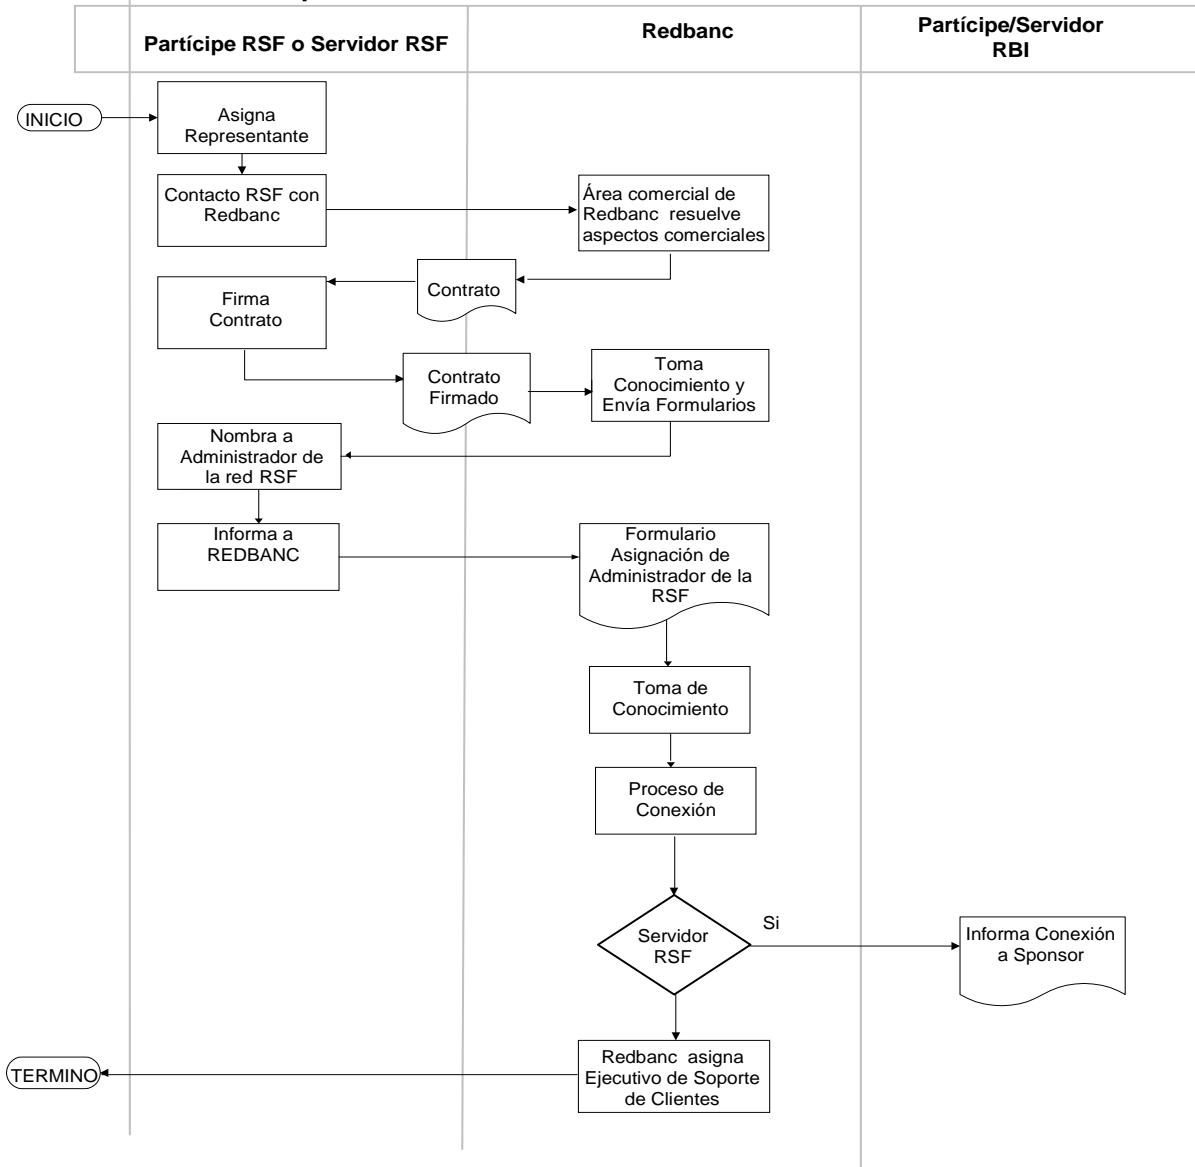 Partícipe RSF o Servidor RSF
Redbanc
Partícipe/Servidor
RBI
INICIO
Asigna
Representante
Contacto RSF con
Redbanc
Área comercial de
Redbanc resuelve
aspectos comerciales
Contrato
Firma
Contrato
Contrato
Firmado
Toma
Conocimiento y
Envía Formularios
Nombra a
Administrador de
la red RSF
Informa a
REDBANC
Formulario
Asignación de
Administrador de la
RSF
Toma de
Conocimiento
Proceso de
Conexión
Servidor
RSF
Si
Informa Conexión
a Sponsor
Redbanc asigna
Ejecutivo de Soporte
de Clientes
TERMINO